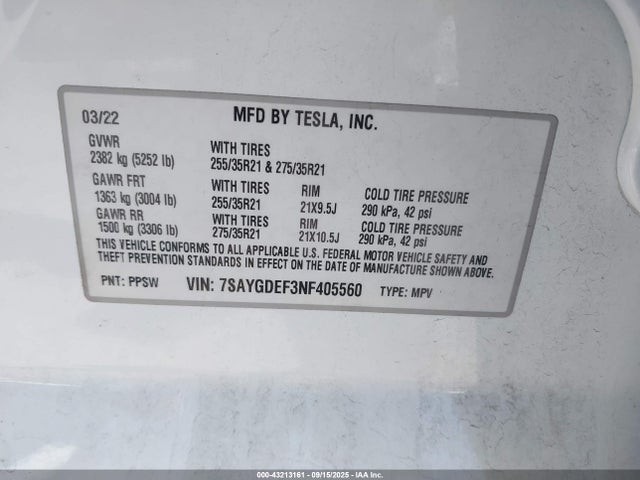 03/22 MFD BY TESLA, INC.
GVWR WITH TIRES
2382 kg (5252 lb) 255/35R21 & 275/35R21
GAWR FRT WITH TIRES RIM COLD TIRE PRESSURE
1363 kg (3004 lb) 255/35R21 21X9.5J 290 kPa, 42 psi
GAWR RR WITH TIRES RIM COLD TIRE PRESSURE
1500 kg (3306 lb) 275/35R21 21X10.5J 290 kPa, 42 psi
THIS VEHICLE CONFORMS TO ALL APPLICABLE U.S. FEDERAL MOTOR VEHICLE SAFETY AND
THEFT PREVENTION STANDARDS IN EFFECT ON THE DATE OF MANUFACTURE SHOWN ABOVE.
PNT: PPSW VIN: 7SAYGDEF3NF405560 TYPE: MPV
000-43213161 - 09/15/2025 - IAA Inc.